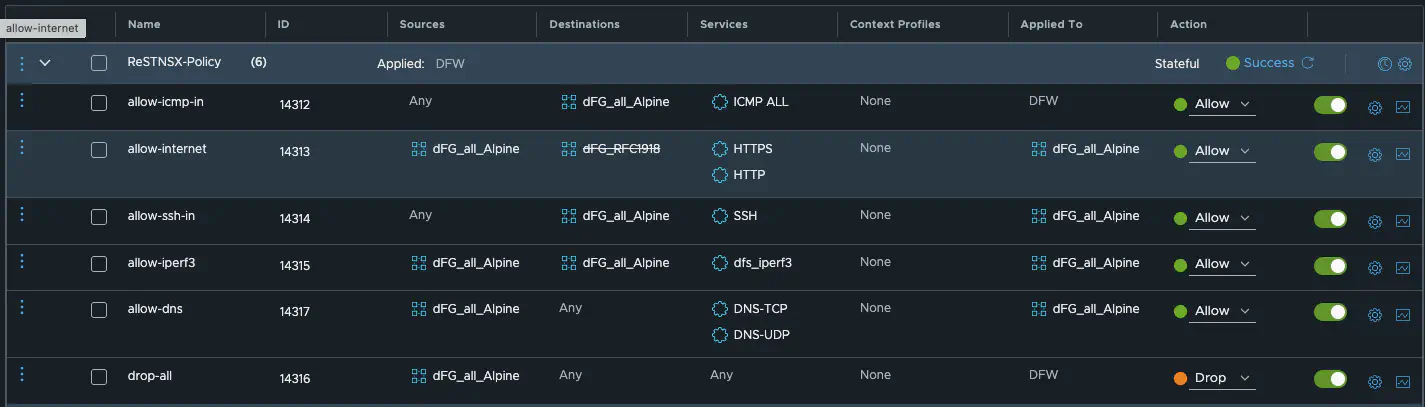 Name ID Sources Destinations Services Context Profiles Applied To Action
allow-internet
ReSTNSX-Policy (6) Applied: DFW Stateful Success
allow-icmp-in 14312 Any dFG_all_Alpine ICMP ALL None DFW Allow
allow-internet 14313 dFG_all_Alpine dFG_RFC1918 HTTPS None dFG_all_Alpine Allow
HTTP
allow-ssh-in 14314 Any dFG_all_Alpine SSH None dFG_all_Alpine Allow
allow-iperf3 14315 dFG_all_Alpine dFG_all_Alpine dfs_iperf3 None dFG_all_Alpine Allow
allow-dns 14317 dFG_all_Alpine Any DNS-TCP None dFG_all_Alpine Allow
DNS-UDP
drop-all 14316 dFG_all_Alpine Any Any None DFW Drop